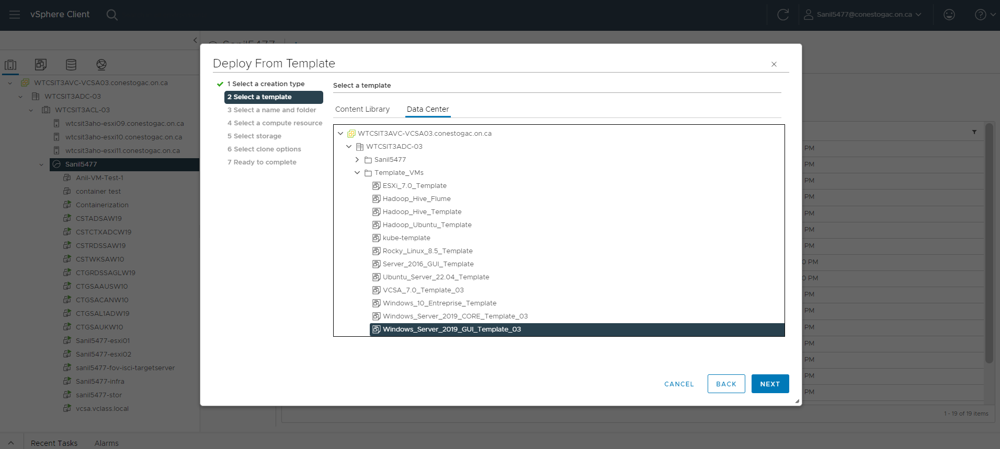 vSphere Client
Sanil5477@conestogac.on.ca
Sanil5477
WTCSIT3AVC-VCSA03.conestogac.on.ca
WTCSIT3ADC-03
WTCSIT3ACL-03
wtcsit3aho-esxi09.conestogac.on.ca
wtcsit3aho-esxi10.conestogac.on.ca
wtcsit3aho-esxi11.conestogac.on.ca
Sanil5477
Anil-VM-Test-1
container test
Containerization
CSTADSAW19
CSTCTXADCW19
CSTRDSSAW19
CSTWKSAW10
CTGRDSSAGLW19
CTGSAAUSW10
CTGSACANW10
CTGSAL1ADW19
CTGSAUKW10
Sanil5477-esxi01
Sanil5477-esxi02
sanil5477-fov-isci-targetserver
Sanil5477-infra
sanil5477-stor
vcsa.vclass.local
Deploy From Template
1 Select a creation type
2 Select a template
3 Select a name and folder
4 Select a compute resource
5 Select storage
6 Select clone options
7 Ready to complete
Select a template
Content Library Data Center
WTCSIT3AVC-VCSA03.conestogac.on.ca
WTCSIT3ADC-03
Sanil5477
Template_VMs
ESXi_7.0_Template
Hadoop_Hive_Flume
Hadoop_Hive_Template
Hadoop_Ubuntu_Template
kube-template
Rocky_Linux_8.5_Template
Server_2016_GUI_Template
Ubuntu_Server_22.04_Template
VCSA_7.0_Template_03
Windows_10_Entreprise_Template
Windows_Server_2019_CORE_Template_03
Windows_Server_2019_GUI_Template_03
CANCEL BACK NEXT
PM
PM
PM
PM
PM
PM
PM
0 PM
0 PM
PM
PM
PM
PM
PM
PM
PM
1 - 19 of 19 items
Recent Tasks Alarms